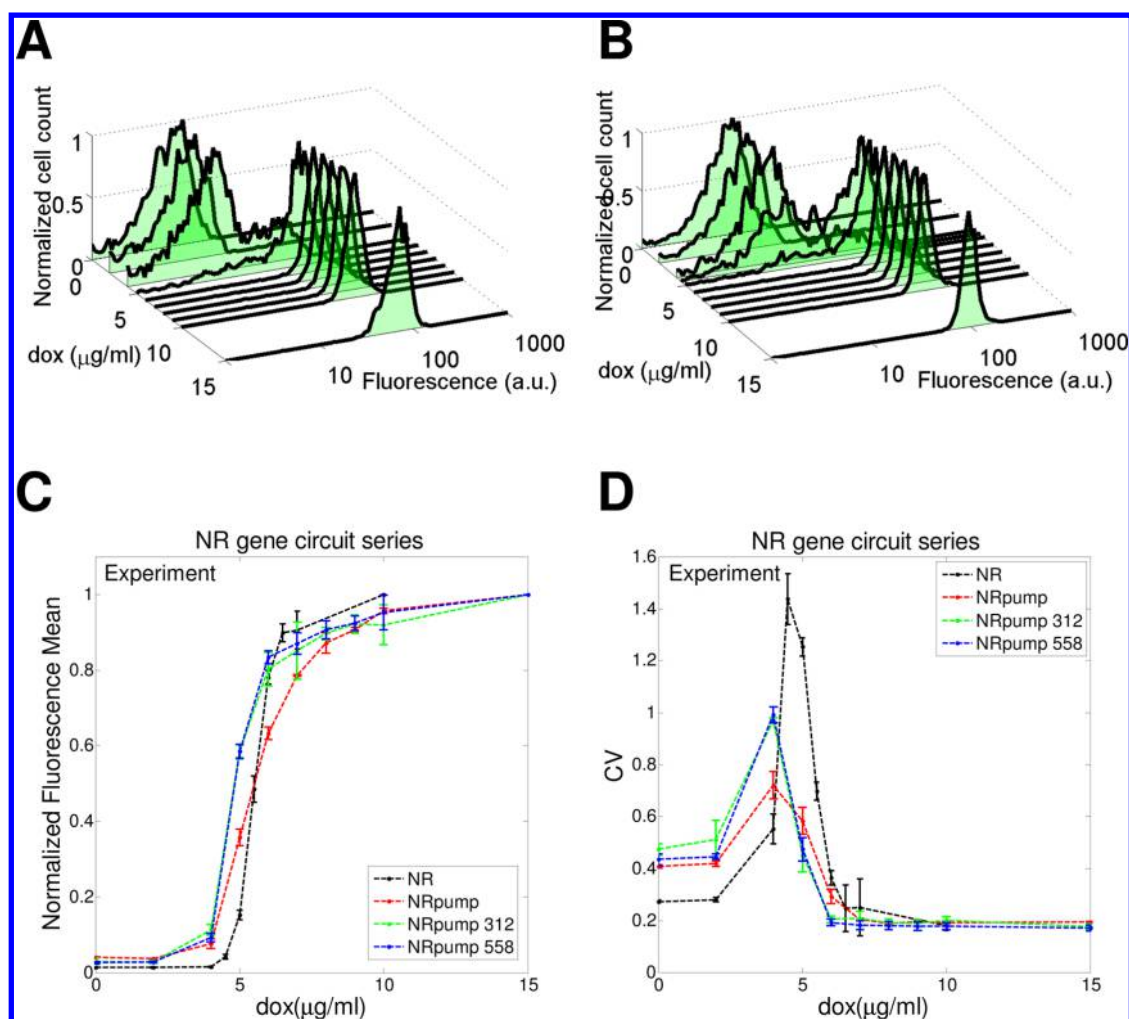 A
Normalized cell count
1
0.5
0
0
5
10
15
dox (μg/ml)
10
100
1000
Fluorescence (a.u.)
B
Normalized cell count
1
0.5
0
0
5
10
15
dox (μg/ml)
10
100
1000
Fluorescence (a.u.)
C
NR gene circuit series
Experiment
Normalized Fluorescence Mean
1
0.8
0.6
0.4
0.2
0
0
5
10
15
dox(μg/ml)
NR
NRpump
NRpump 312
NRpump 558
D
NR gene circuit series
Experiment
CV
1.6
1.4
1.2
1
0.8
0.6
0.4
0.2
0
0
5
10
15
dox(μg/ml)
NR
NRpump
NRpump 312
NRpump 558